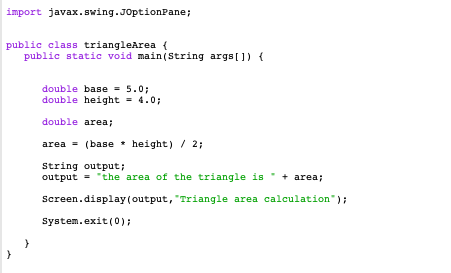 import javax.swing.JOptionPane;
public class triangleArea {
public static void main(String args[]) {
double base = 5.0;
double height = 4.0;
double area;
area = (base * height) / 2;
String output;
output = "the area of the triangle is " + area;
Screen.display(output,"Triangle area calculation");
System.exit(0);
}
}